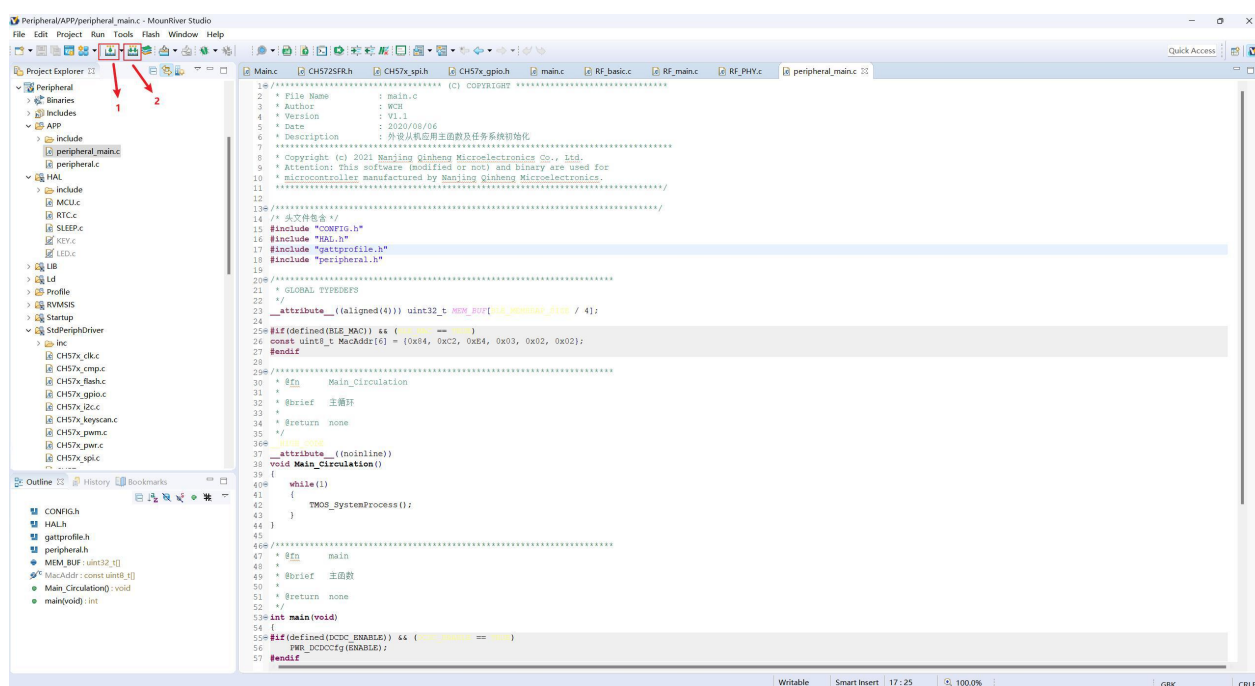 Peripheral/APP/peripheral_main.c - MounRiver Studio
File Edit Project Run Tools Flash Window Help
Quick Access
1
2
Project Explorer
Peripheral
Binaries
Includes
APP
include
peripheral_main.c
peripheral.c
HAL
include
MCU.c
RTC.c
SLEEP.c
KEY.c
LED.c
LIB
Ld
Profile
RVMSIS
Startup
StdPeriphDriver
inc
CH57x_clk.c
CH57x_cmp.c
CH57x_flash.c
CH57x_gpio.c
CH57x_i2c.c
CH57x_keyscan.c
CH57x_pwm.c
CH57x_pwr.c
CH57x_spi.c
Outline History Bookmarks
CONFIG.h
HAL.h
gattprofile.h
peripheral.h
MEM_BUF : uint32_t[]
MacAddr : const uint8_t[]
Main_Circulation() : void
main(void) : int
Main.c CH572SFR.h CH57x_spi.h CH57x_gpio.h main.c RF_basic.c RF_main.c RF_PHY.c peripheral_main.c
1 /******************************** (C) COPYRIGHT *******************************
2 * File Name : main.c
3 * Author : WCH
4 * Version : V1.1
5 * Date : 2020/08/06
6 * Description : 外设从机应用主函数及任务系统初始化
7 *********************************************************************************
8 * Copyright (c) 2021 Nanjing Qinheng Microelectronics Co., Ltd.
9 * Attention: This software (modified or not) and binary are used for
10 * microcontroller manufactured by Nanjing Qinheng Microelectronics.
11 *******************************************************************************/
12
13 /******************************************************************************/
14 /* 头文件包含 */
15 #include "CONFIG.h"
16 #include "HAL.h"
17 #include "gattprofile.h"
18 #include "peripheral.h"
19
20 /*********************************************************************
21 * GLOBAL TYPEDEFS
22 */
23 __attribute__((aligned(4))) uint32_t MEM_BUF[ / 4];
24
25 #if(defined(BLE_MAC)) && ( == )
26 const uint8_t MacAddr[6] = {0x84, 0xC2, 0xE4, 0x03, 0x02, 0x02};
27 #endif
28
29 /*********************************************************************
30 * @fn Main_Circulation
31 *
32 * @brief 主循环
33 *
34 * @return none
35 */
36
37 __attribute__((noinline))
38 void Main_Circulation()
39 {
40 while(1)
41 {
42 TMOS_SystemProcess();
43 }
44 }
45
46 /*********************************************************************
47 * @fn main
48 *
49 * @brief 主函数
50 *
51 * @return none
52 */
53 int main(void)
54 {
55 #if(defined(DCDC_ENABLE)) && ( == )
56 PWR_DCDCCfg(ENABLE);
57 #endif
Writable Smart Insert 17 : 25 100.0% GBK